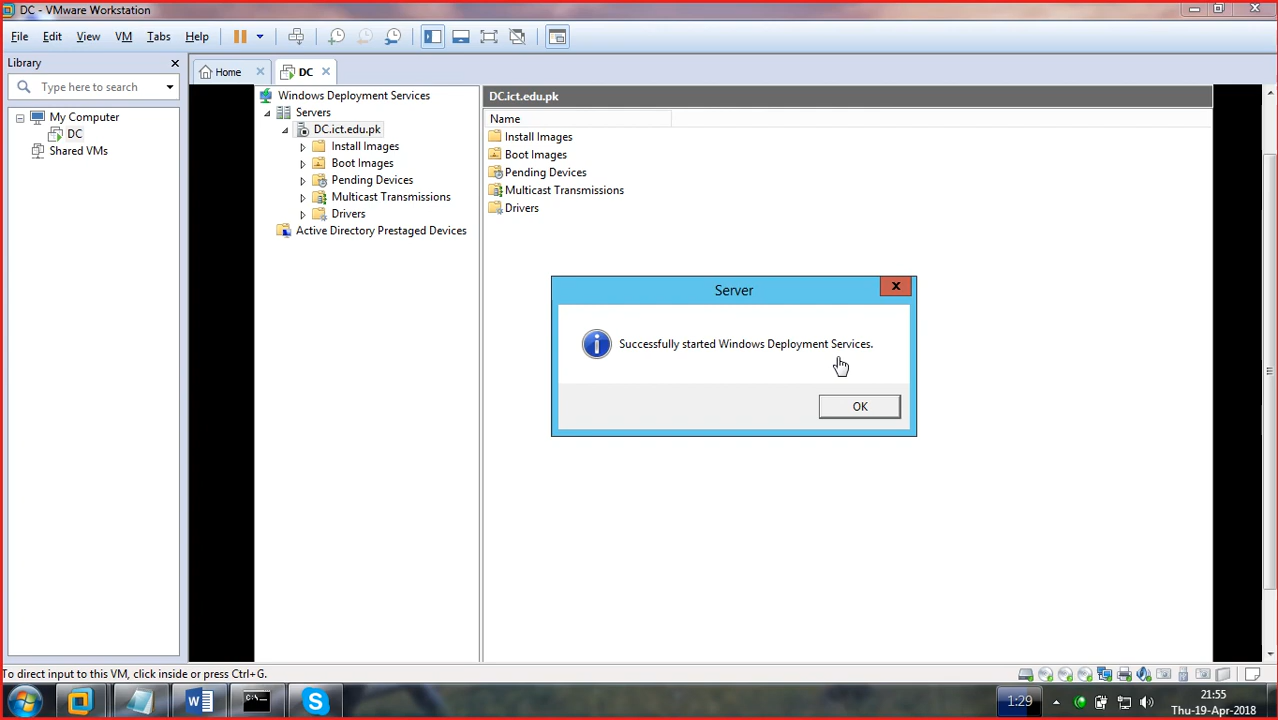 DC - VMware Workstation
File Edit View VM Tabs Help
Library
Type here to search
My Computer
DC
Shared VMs
Home
DC
Windows Deployment Services
Servers
DC.ict.edu.pk
Install Images
Boot Images
Pending Devices
Multicast Transmissions
Drivers
Active Directory Prestaged Devices
DC.ict.edu.pk
Name
Install Images
Boot Images
Pending Devices
Multicast Transmissions
Drivers
Server
x
Successfully started Windows Deployment Services.
OK
To direct input to this VM, click inside or press Ctrl+G.
1:29
21:55
Thu-19-Apr-2018